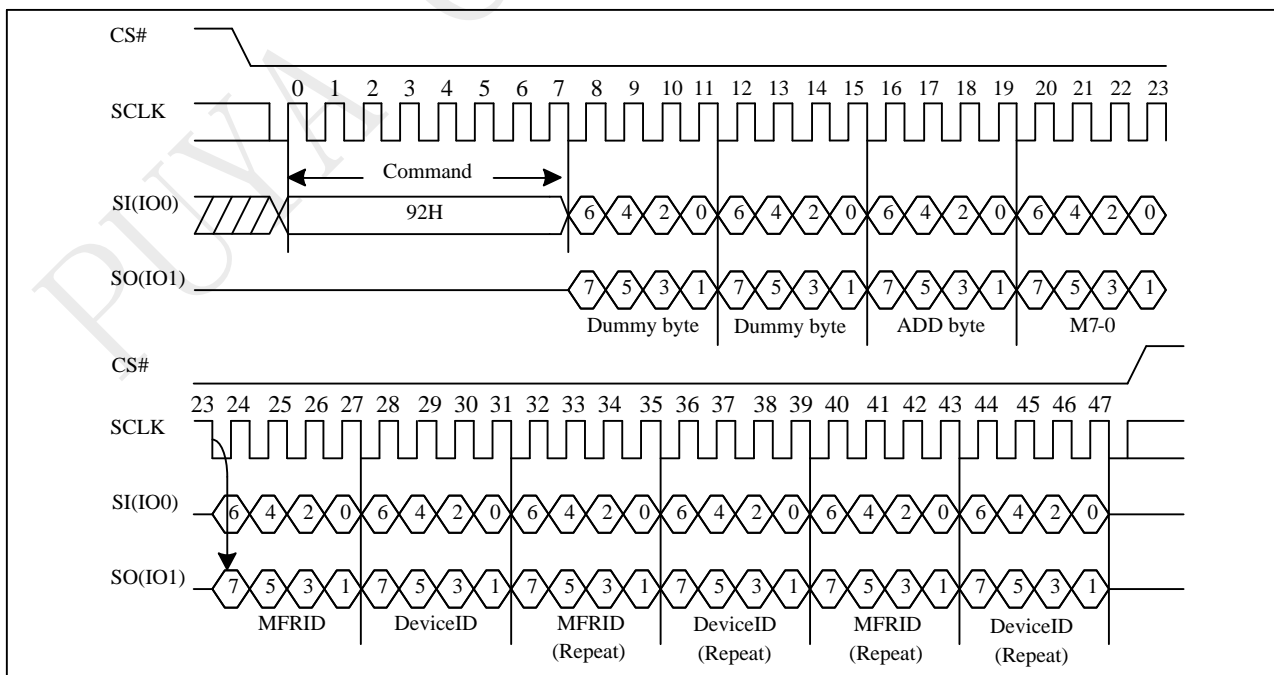 PUYA
CS#
0 1 2 3 4 5 6 7 8 9 10 11 12 13 14 15 16 17 18 19 20 21 22 23
SCLK
Command
SI(IO0)
92H
6 4 2 0 6 4 2 0 6 4 2 0 6 4 2 0
SO(IO1)
7 5 3 1 7 5 3 1 7 5 3 1 7 5 3 1
Dummy byte Dummy byte ADD byte M7-0
CS#
23 24 25 26 27 28 29 30 31 32 33 34 35 36 37 38 39 40 41 42 43 44 45 46 47
SCLK
SI(IO0)
6 4 2 0 6 4 2 0 6 4 2 0 6 4 2 0 6 4 2 0 6 4 2 0
SO(IO1)
7 5 3 1 7 5 3 1 7 5 3 1 7 5 3 1 7 5 3 1 7 5 3 1
MFRID DeviceID MFRID DeviceID MFRID DeviceID
(Repeat) (Repeat) (Repeat) (Repeat)